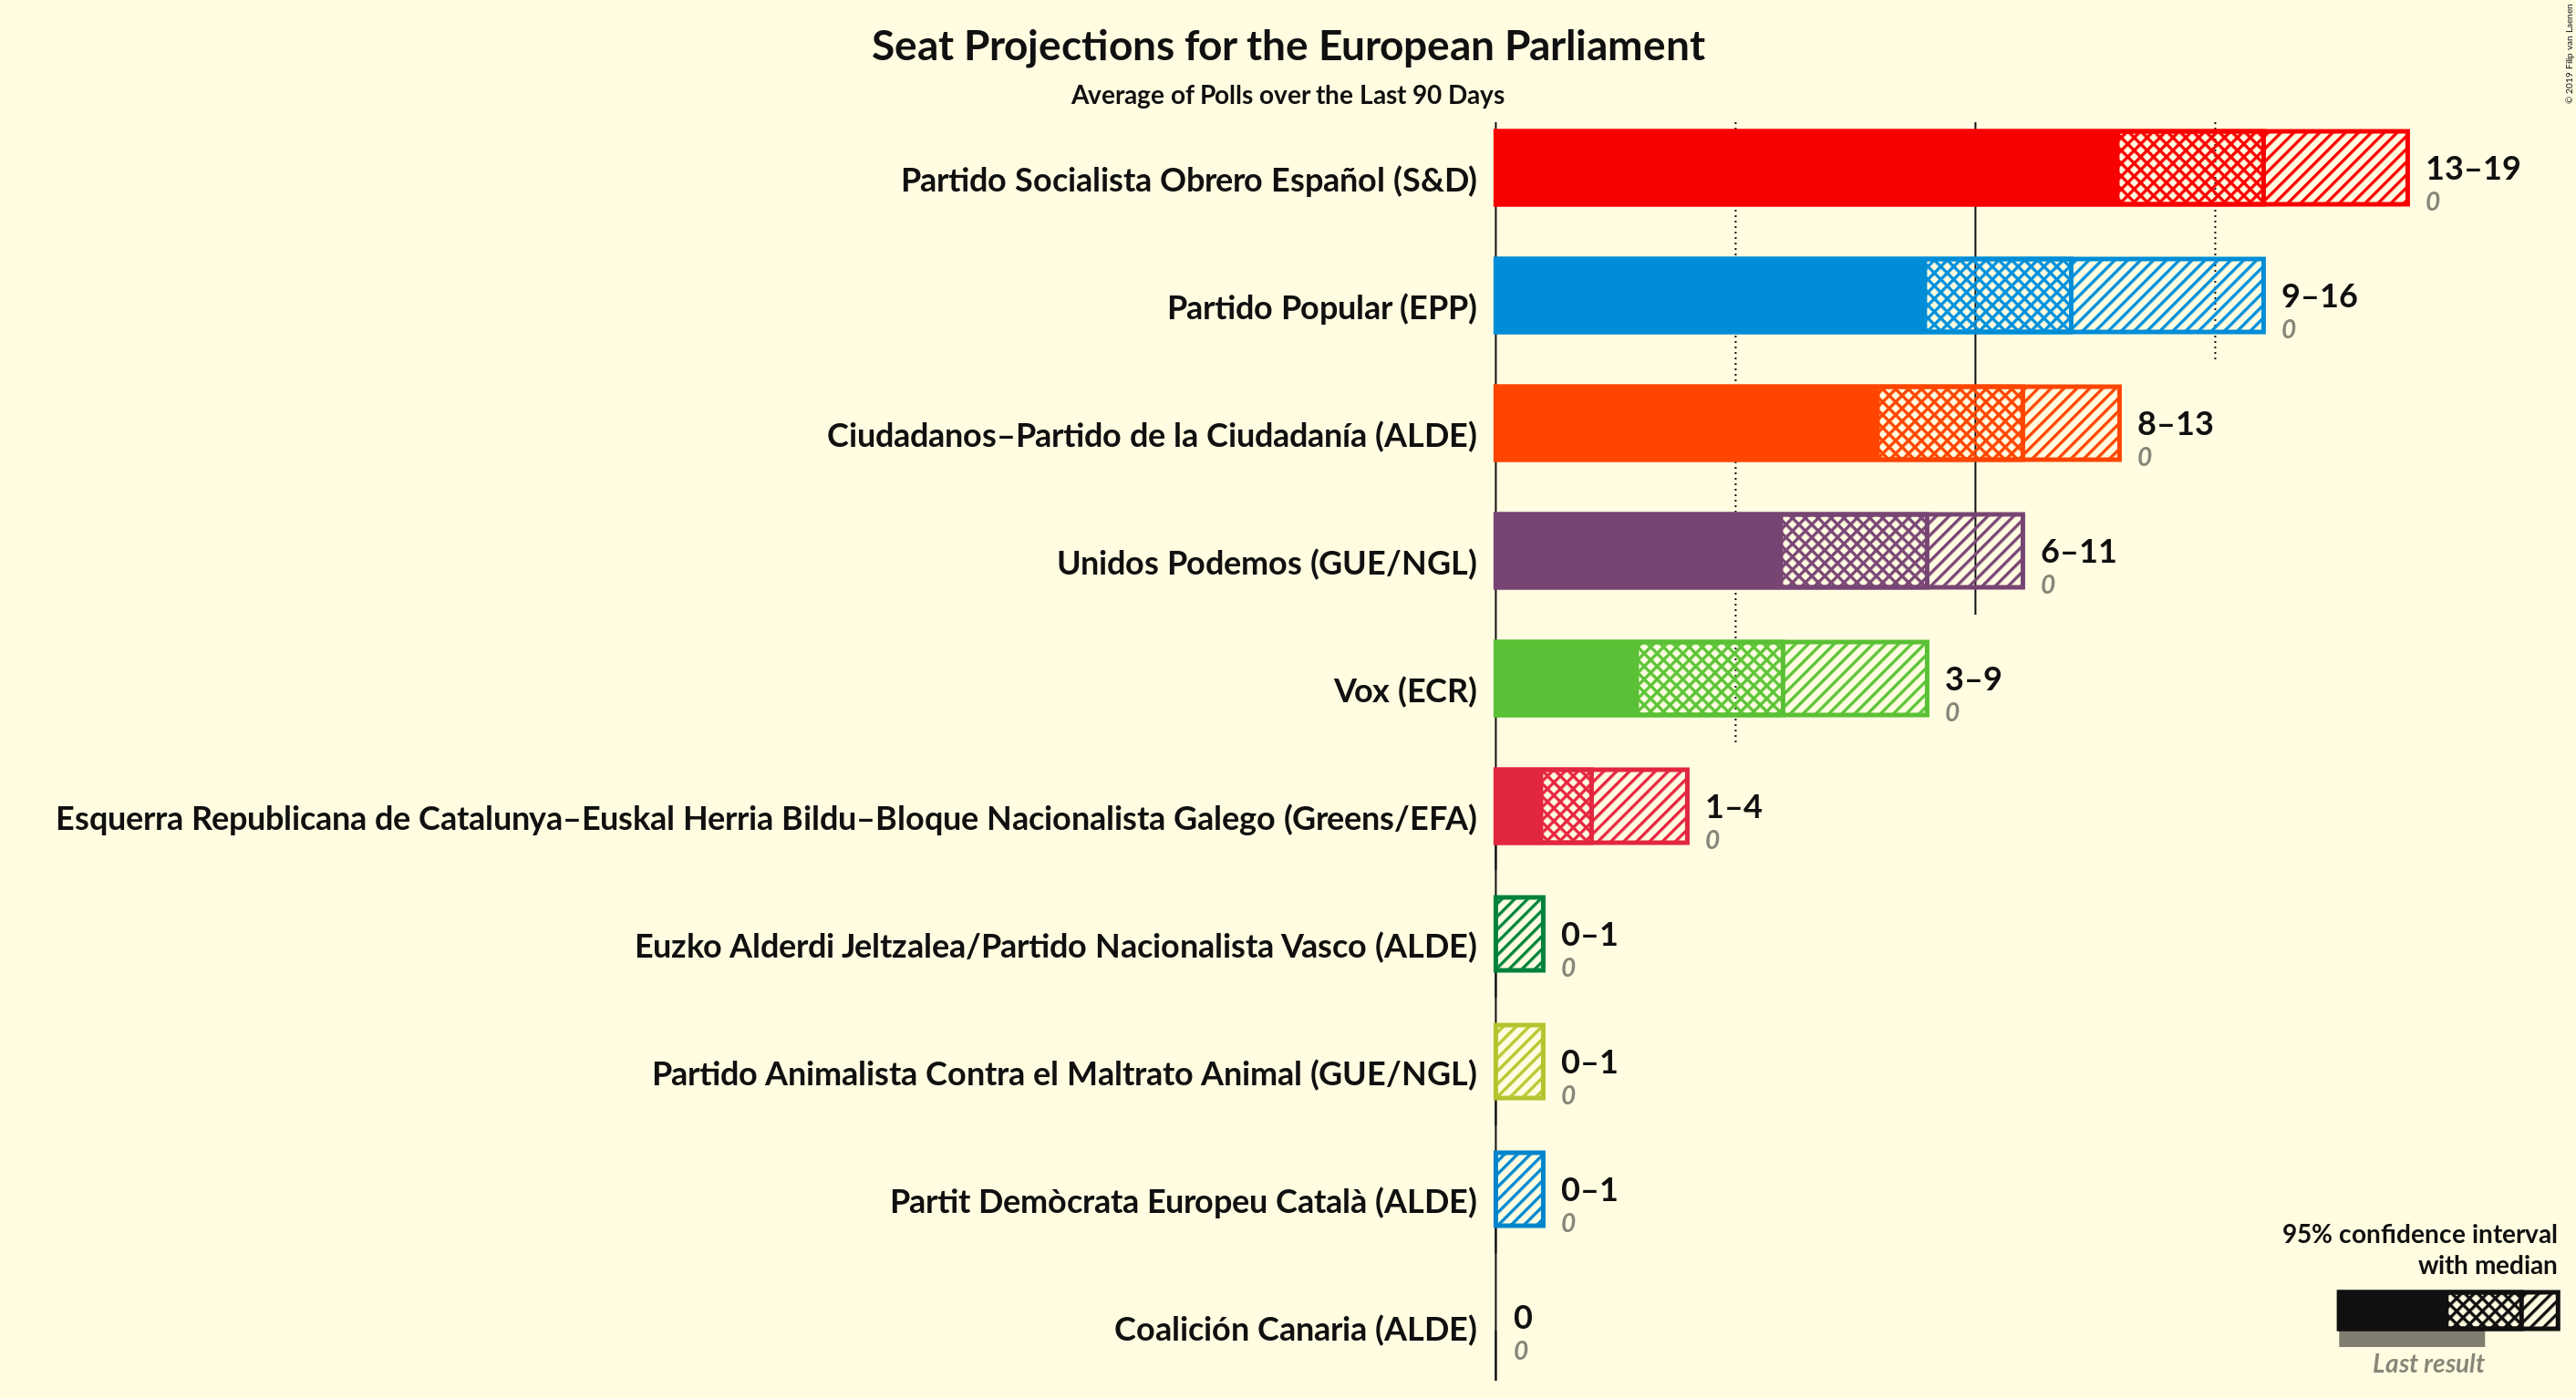 Seat Projections for the European Parliament
Average of Polls over the Last 90 Days
© 2019 Filip van Laenen
Partido Socialista Obrero Español (S&D)
13–19
0
Partido Popular (EPP)
9–16
0
Ciudadanos–Partido de la Ciudadanía (ALDE)
8–13
0
Unidos Podemos (GUE/NGL)
6–11
0
Vox (ECR)
3–9
0
Esquerra Republicana de Catalunya–Euskal Herria Bildu–Bloque Nacionalista Galego (Greens/EFA)
1–4
0
Euzko Alderdi Jeltzalea/Partido Nacionalista Vasco (ALDE)
0–1
0
Partido Animalista Contra el Maltrato Animal (GUE/NGL)
0–1
0
Partit Demòcrata Europeu Català (ALDE)
0–1
0
Coalición Canaria (ALDE)
0
0
95% confidence interval
with median
Last result